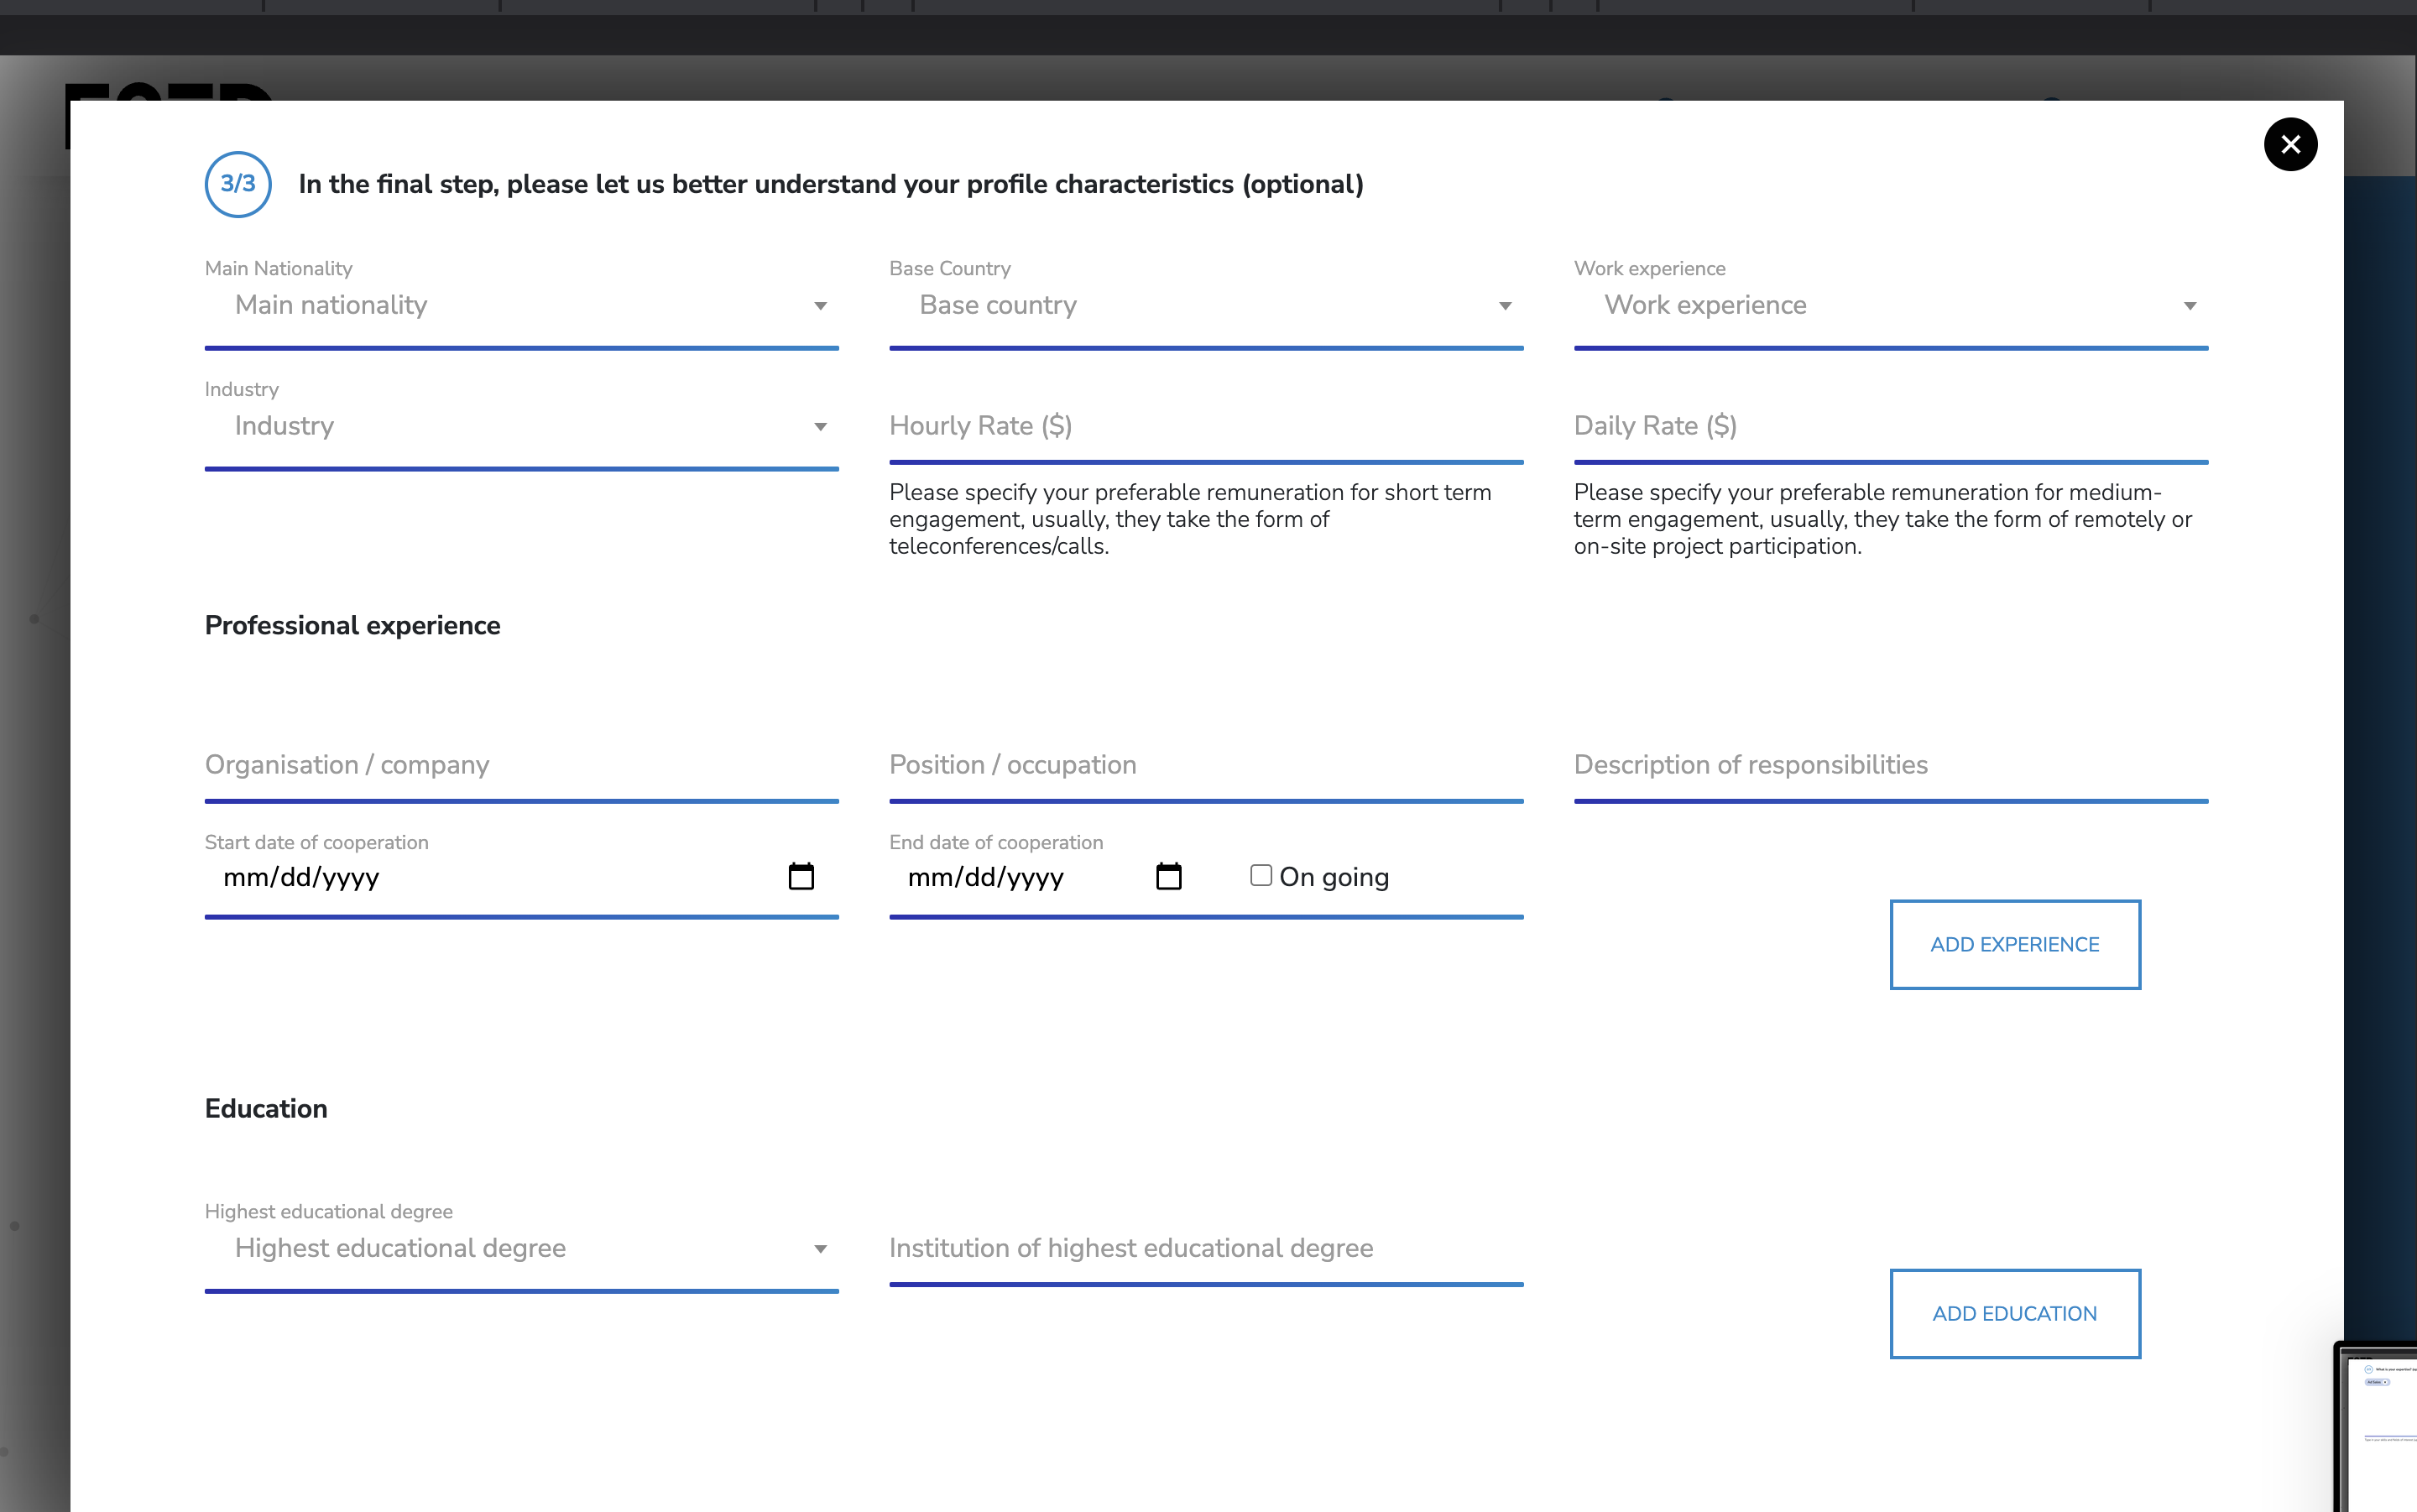 3/3 In the final step, please let us better understand your profile characteristics (optional)
Main Nationality
Main nationality
Base Country
Base country
Work experience
Work experience
Industry
Industry
Hourly Rate ($)
Please specify your preferable remuneration for short term
engagement, usually, they take the form of
teleconferences/calls.
Daily Rate ($)
Please specify your preferable remuneration for medium-
term engagement, usually, they take the form of remotely or
on-site project participation.
Professional experience
Organisation / company
Position / occupation
Description of responsibilities
Start date of cooperation
mm/dd/yyyy
End date of cooperation
mm/dd/yyyy
On going
ADD EXPERIENCE
Education
Highest educational degree
Highest educational degree
Institution of highest educational degree
ADD EDUCATION